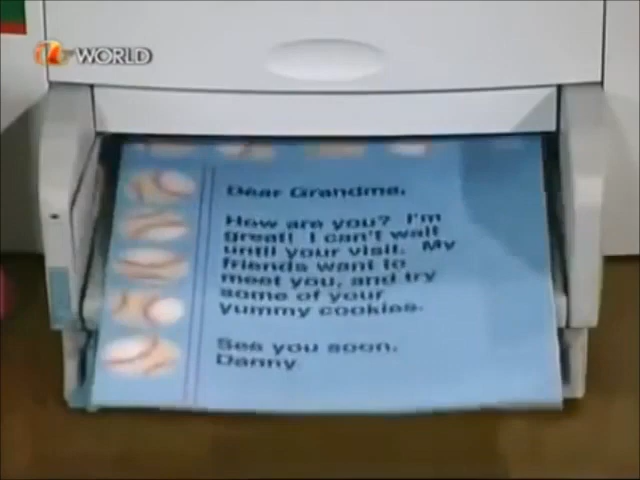 WORLD
Dear Grandma,
How are you? I'm
great! I can't wait
until your visit. My
friends want to
meet you, and try
some of your
yummy cookies.
See you soon,
Danny